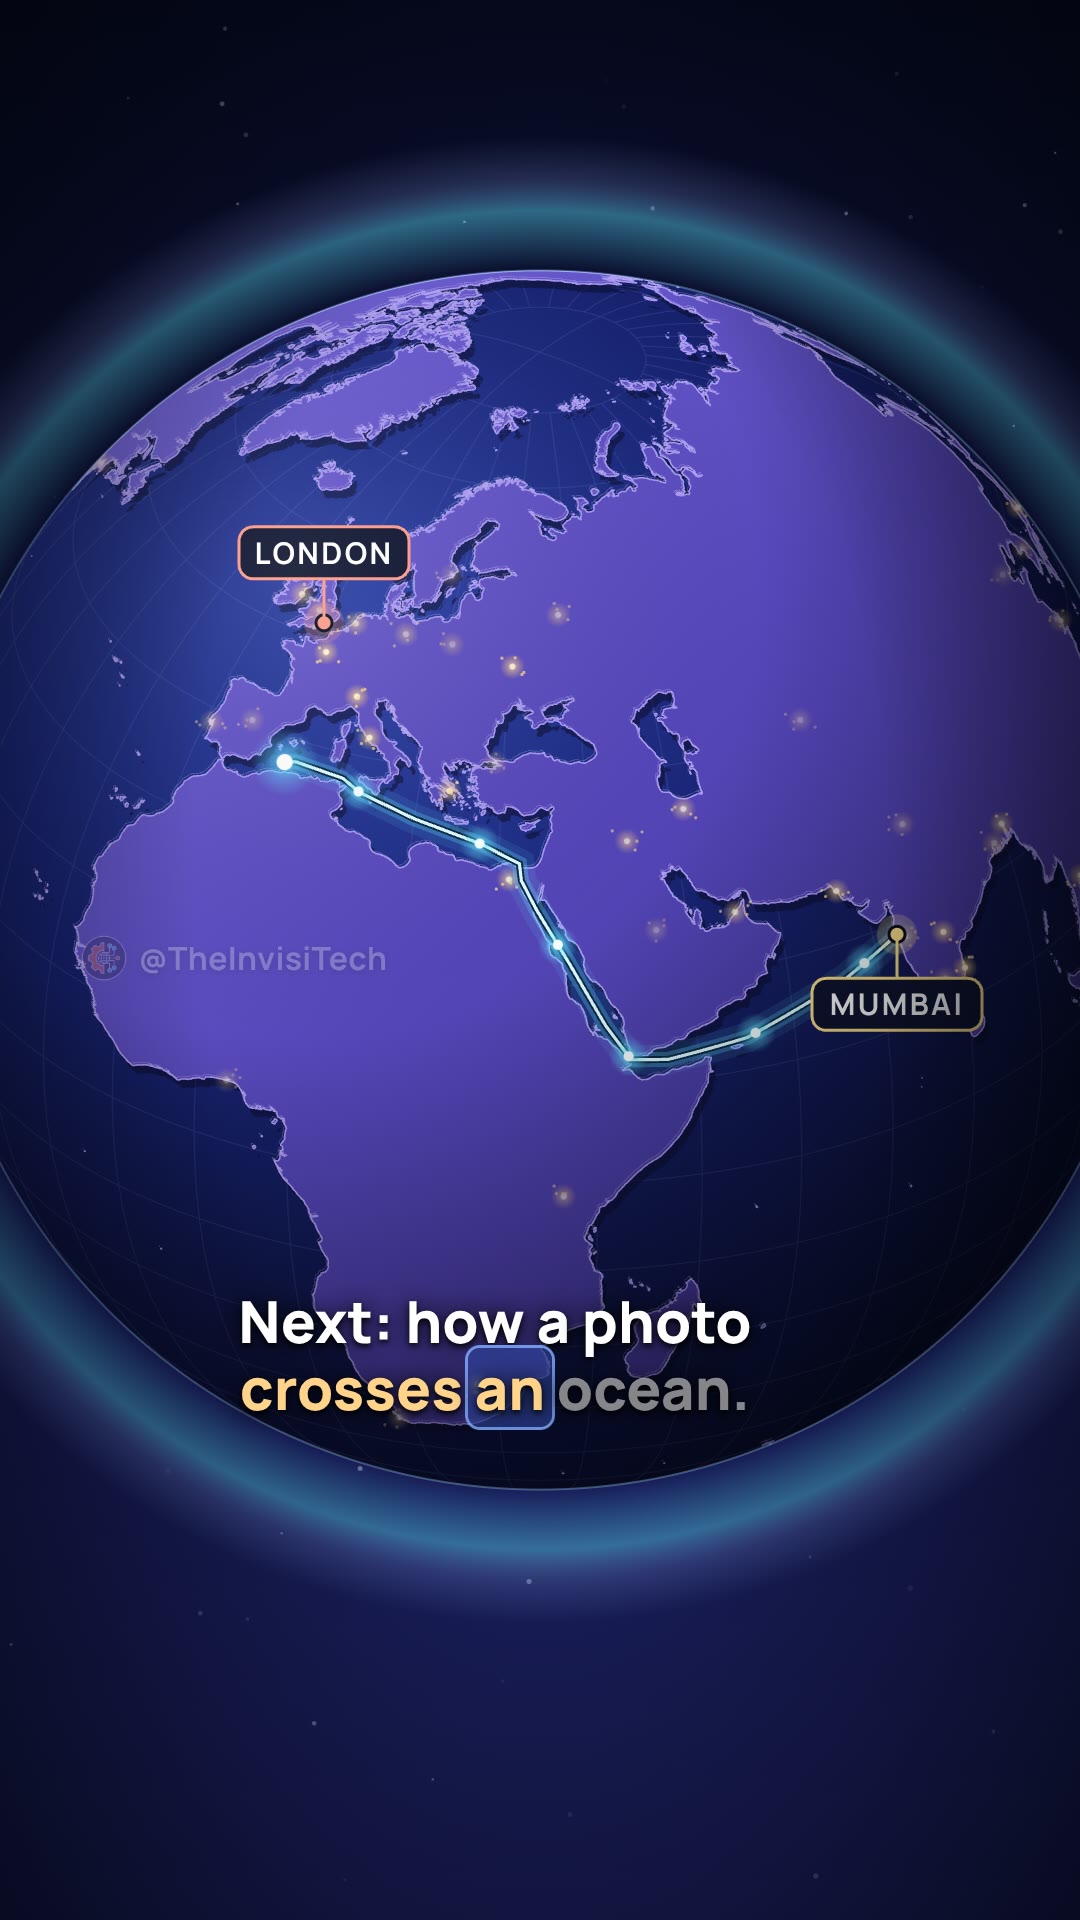 LONDON
@TheInvisiTech
MUMBAI
Next: how a photo
crosses an ocean.